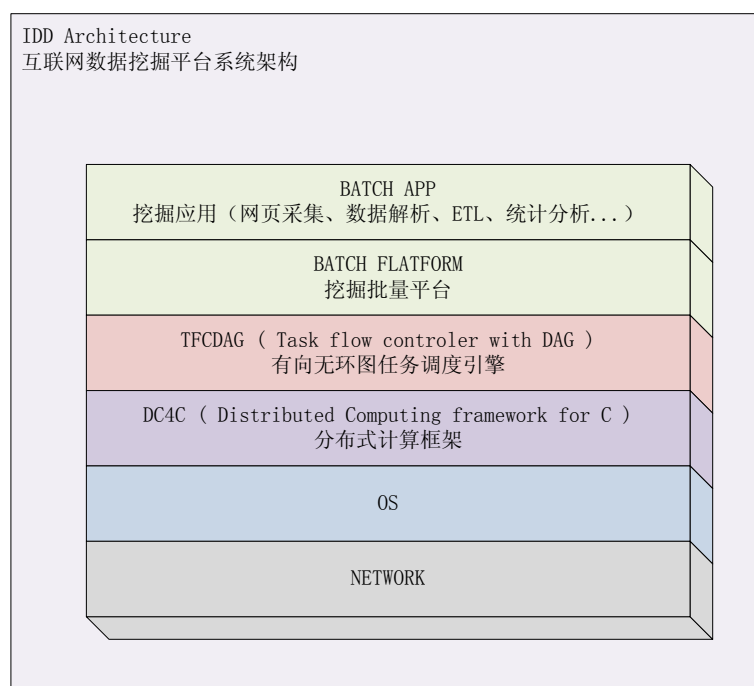 IDD Architecture
互联网数据挖掘平台系统架构
BATCH APP
挖掘应用（网页采集、数据解析、ETL、统计分析...）
BATCH FLATFORM
挖掘批量平台
TFCDAG ( Task flow controler with DAG )
有向无环图任务调度引擎
DC4C ( Distributed Computing framework for C )
分布式计算框架
OS
NETWORK